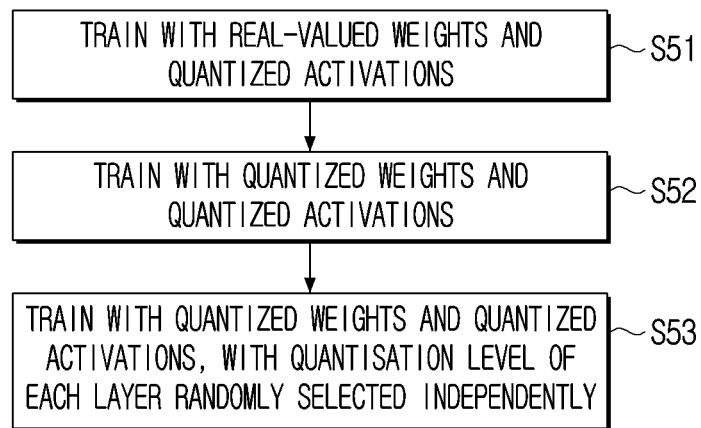 TRAIN WITH REAL-VALUED WEIGHTS AND
QUANTIZED ACTIVATIONS
S51
TRAIN WITH QUANTIZED WEIGHTS AND
QUANTIZED ACTIVATIONS
S52
TRAIN WITH QUANTIZED WEIGHTS AND QUANTIZED
ACTIVATIONS, WITH QUANTISATION LEVEL OF
EACH LAYER RANDOMLY SELECTED INDEPENDENTLY
S53